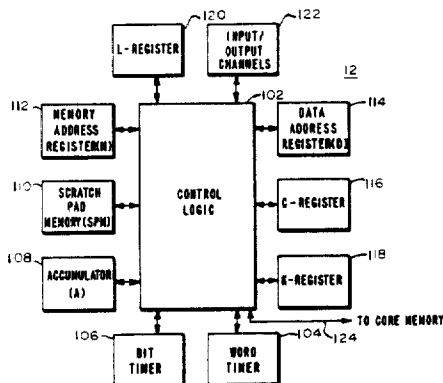 120
122
L-REGISTER
INPUT/
OUTPUT
CHANNELS
12
102
112
MEMORY
ADDRESS
REGISTER(M)
114
DATA
ADDRESS
REGISTER(D)
110
SCRATCH
PAD
MEMORY(SPM)
CONTROL
LOGIC
116
C-REGISTER
108
ACCUMULATOR
(A)
118
K-REGISTER
TO CORE MEMORY
124
106
BIT
TIMER
104
WORD
TIMER